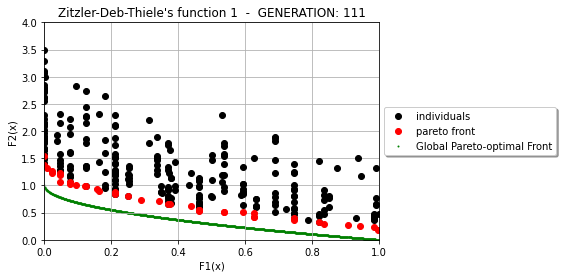 Zitzler-Deb-Thiele's function 1  -  GENERATION: 111
4.0
3.5
3.0
2.5
2.0
1.5
1.0
0.5
0.0
F2(x)
0.0 0.2 0.4 0.6 0.8 1.0
F1(x)
individuals
pareto front
Global Pareto-optimal Front